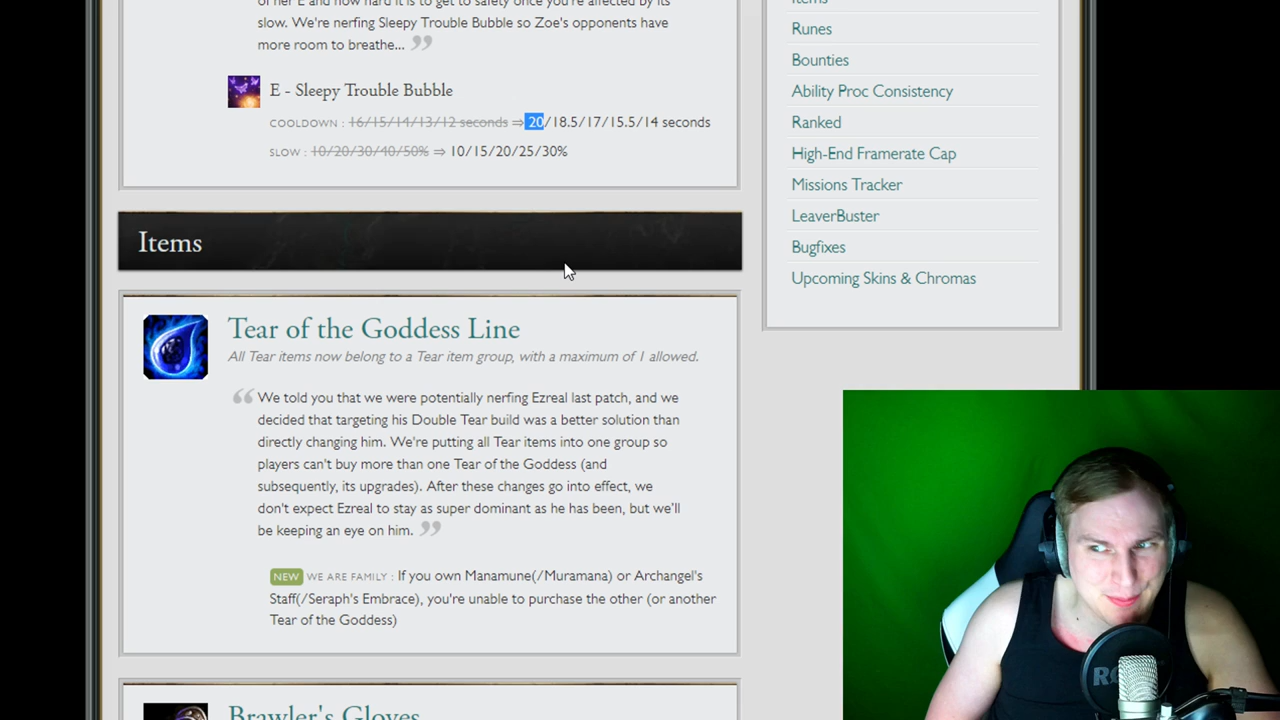 of her E and how hard it is to get to safety once you're affected by its
slow. We're nerfing Sleepy Trouble Bubble so Zoe's opponents have
more room to breathe... ”
E - Sleepy Trouble Bubble
COOLDOWN : 16/15/14/13/12 seconds ⇒ 20/18.5/17/15.5/14 seconds
SLOW : 10/20/30/40/50% ⇒ 10/15/20/25/30%
Items
Tear of the Goddess Line
All Tear items now belong to a Tear item group, with a maximum of 1 allowed.
“ We told you that we were potentially nerfing Ezreal last patch, and we
decided that targeting his Double Tear build was a better solution than
directly changing him. We're putting all Tear items into one group so
players can't buy more than one Tear of the Goddess (and
subsequently, its upgrades). After these changes go into effect, we
don't expect Ezreal to stay as super dominant as he has been, but we'll
be keeping an eye on him. ”
NEW WE ARE FAMILY : If you own Manamune(/Muramana) or Archangel's
Staff(/Seraph's Embrace), you're unable to purchase the other (or another
Tear of the Goddess)
Brawler's Gloves
Items
Runes
Bounties
Ability Proc Consistency
Ranked
High-End Framerate Cap
Missions Tracker
LeaverBuster
Bugfixes
Upcoming Skins & Chromas